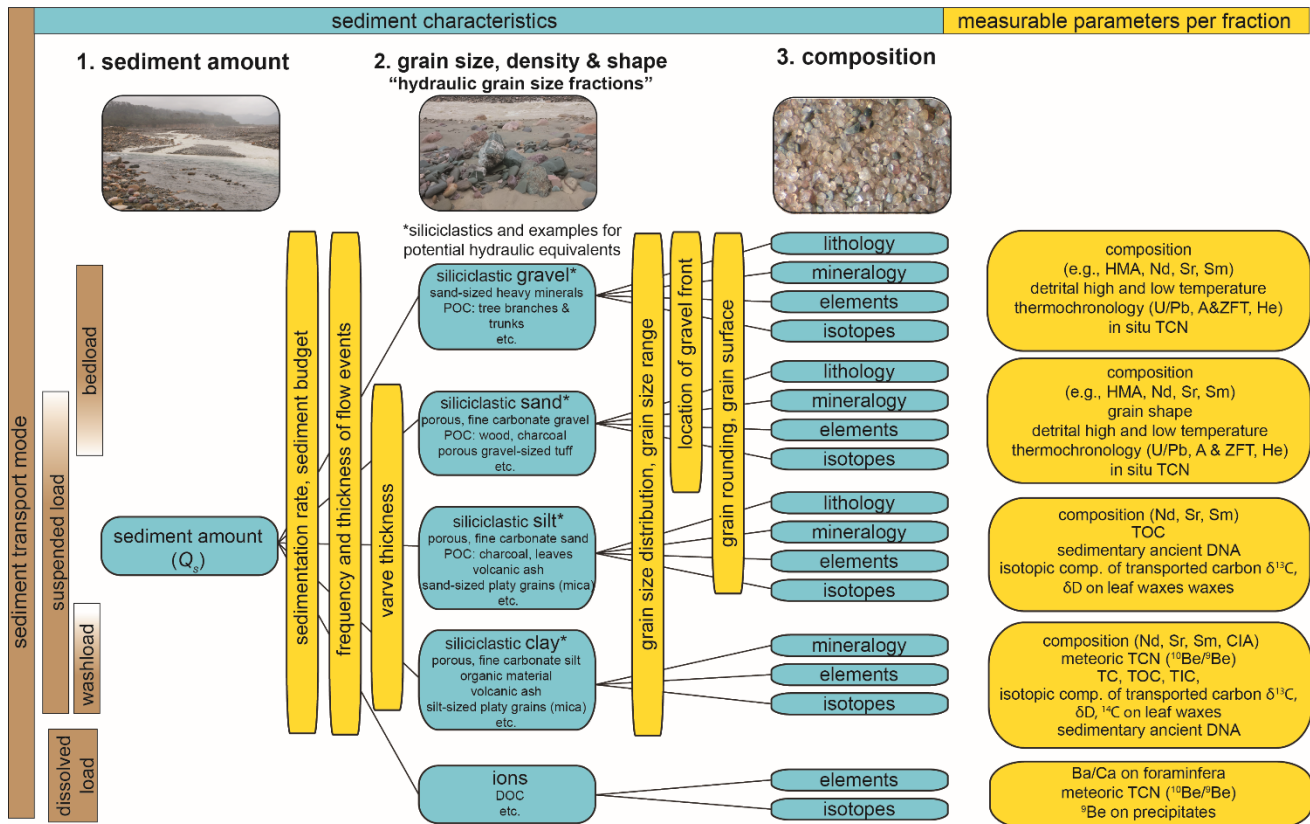 sediment characteristics
measurable parameters per fraction
1. sediment amount
2. grain size, density & shape
“hydraulic grain size fractions”
3. composition
sediment transport mode
bedload
suspended load
washload
dissolved
load
sediment amount
(Qₛ)
sedimentation rate, sediment budget
frequency and thickness of flow events
varve thickness
*siliciclastics and examples for
potential hydraulic equivalents
siliciclastic gravel*
sand-sized heavy minerals
POC: tree branches &
trunks
etc.
siliciclastic sand*
porous, fine carbonate gravel
POC: wood, charcoal
porous gravel-sized tuff
etc.
siliciclastic silt*
porous, fine carbonate sand
POC: charcoal, leaves
volcanic ash
sand-sized platy grains (mica)
etc.
siliciclastic clay*
porous, fine carbonate silt
organic material
volcanic ash
silt-sized platy grains (mica)
etc.
ions
DOC
etc.
grain size distribution, grain size range
location of gravel front
grain rounding, grain surface
lithology
mineralogy
elements
isotopes
lithology
mineralogy
elements
isotopes
lithology
mineralogy
elements
isotopes
mineralogy
elements
isotopes
elements
isotopes
composition
(e.g., HMA, Nd, Sr, Sm)
detrital high and low temperature
thermochronology (U/Pb, A&ZFT, He)
in situ TCN
composition
(e.g., HMA, Nd, Sr, Sm)
grain shape
detrital high and low temperature
thermochronology (U/Pb, A & ZFT, He)
in situ TCN
composition (Nd, Sr, Sm)
TOC
sedimentary ancient DNA
isotopic comp. of transported carbon δ¹³C,
δD on leaf waxes waxes
composition (Nd, Sr, Sm, CIA)
meteoric TCN (¹⁰Be/⁹Be)
TC, TOC, TIC,
isotopic comp. of transported carbon δ¹³C,
δD, ¹⁴C on leaf waxes
sedimentary ancient DNA
Ba/Ca on foraminfera
meteoric TCN (¹⁰Be/⁹Be)
⁹Be on precipitates